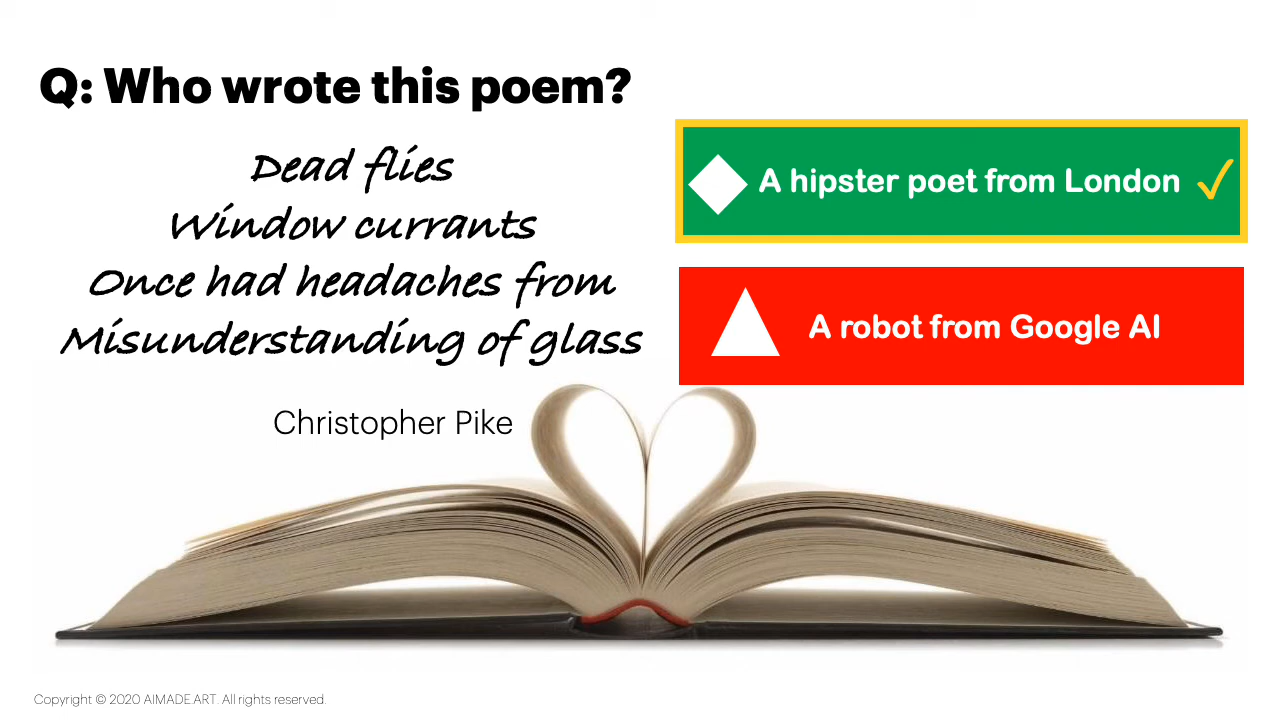 Q: Who wrote this poem?
Dead flies
Window currants
Once had headaches from
Misunderstanding of glass
Christopher Pike
A hipster poet from London ✓
A robot from Google AI
Copyright © 2020 AIMADE.ART. All rights reserved.